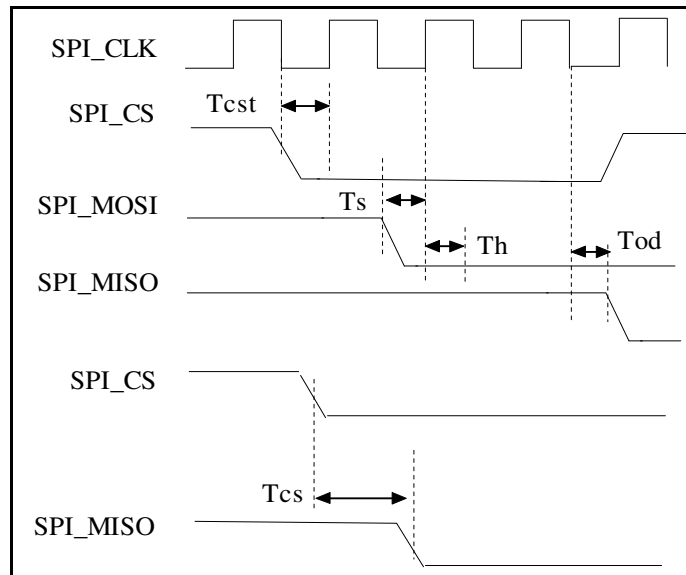 SPI_CLK
Tcst
SPI_CS
Ts
SPI_MOSI
Th
Tod
SPI_MISO
SPI_CS
Tcs
SPI_MISO